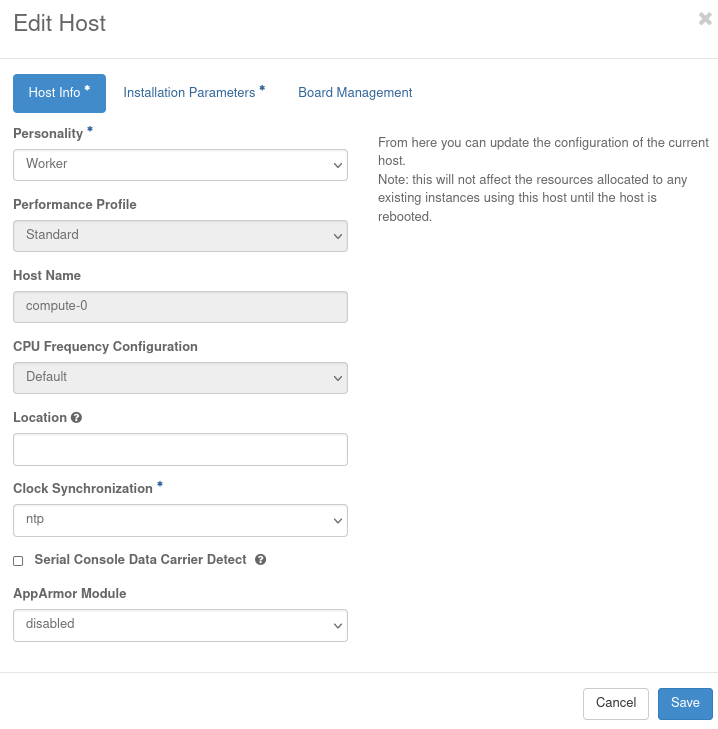 Edit Host
×
Host Info *
Installation Parameters *
Board Management
Personality *
Worker
Performance Profile
Standard
Host Name
compute-0
CPU Frequency Configuration
Default
Location ?
Clock Synchronization *
ntp
Serial Console Data Carrier Detect ?
AppArmor Module
disabled
From here you can update the configuration of the current
host.
Note: this will not affect the resources allocated to any
existing instances using this host until the host is
rebooted.
Cancel
Save